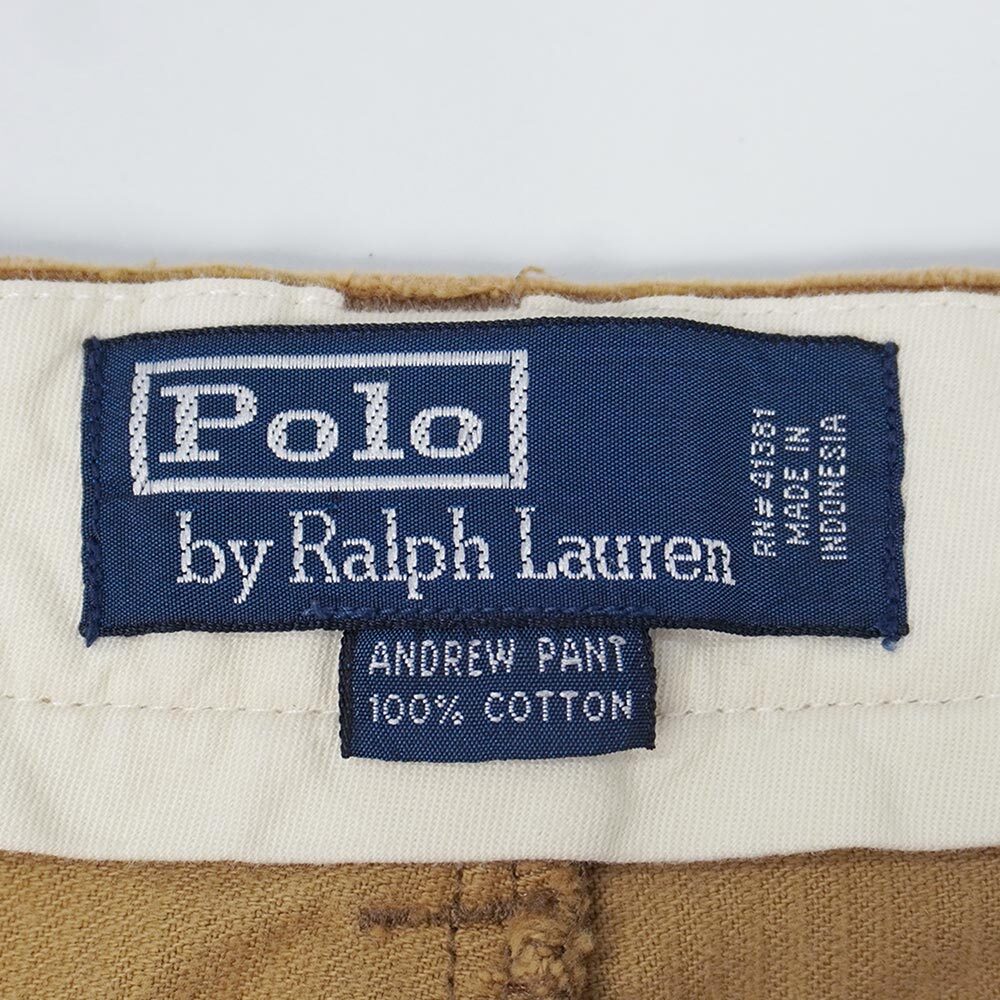 Polo
by Ralph Lauren
RN# 41381
MADE IN
INDONESIA
ANDREW PANT
100% COTTON